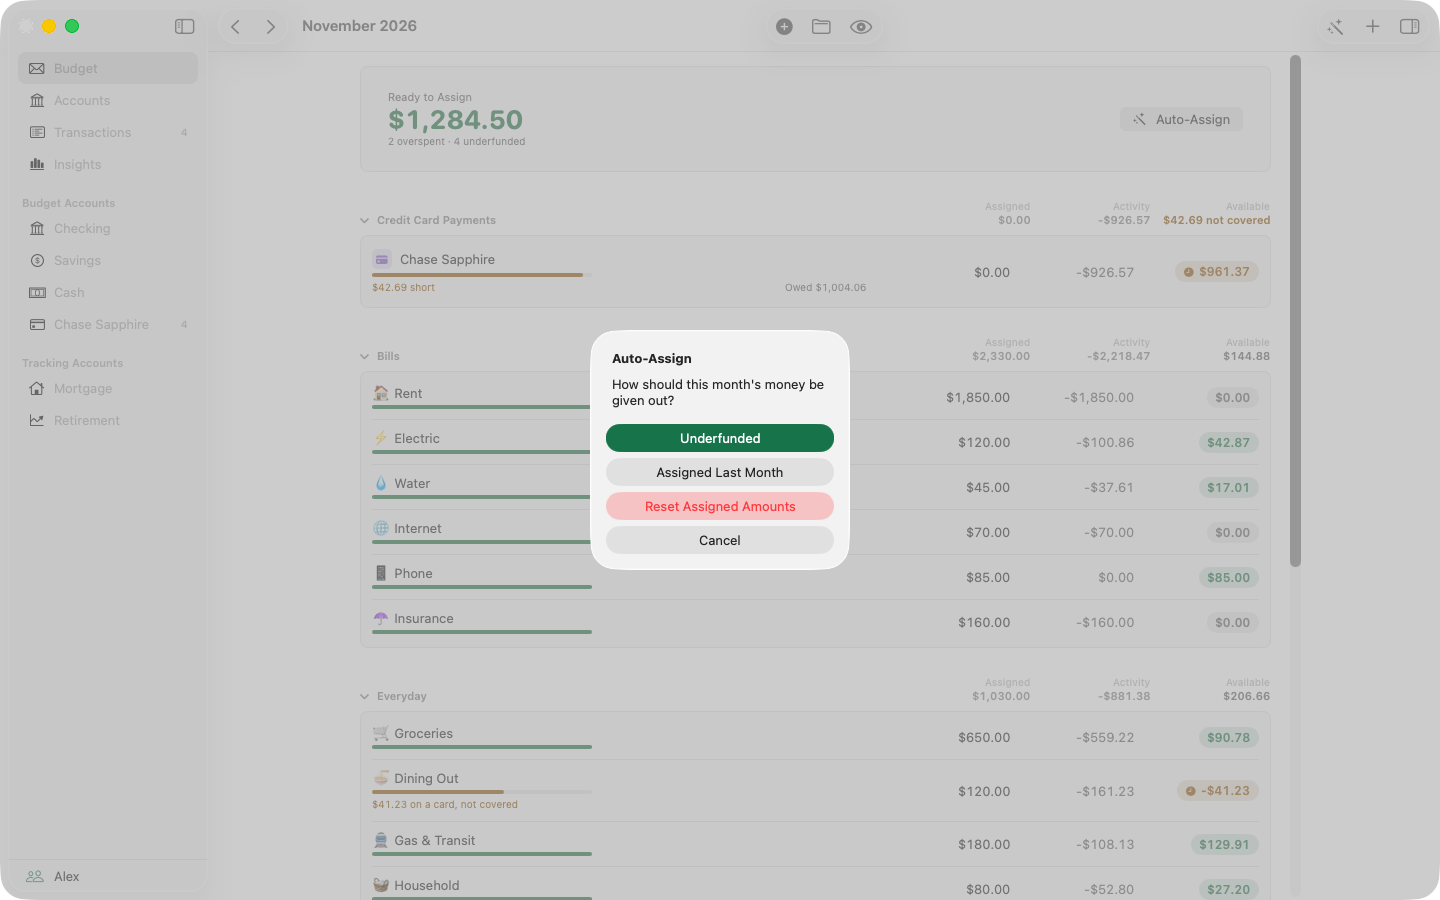 November 2026
Budget
Accounts
Transactions 4
Insights
Budget Accounts
Checking
Savings
Cash
Chase Sapphire 4
Tracking Accounts
Mortgage
Retirement
Alex
Ready to Assign
$1,284.50
2 overspent · 4 underfunded
Auto-Assign
Credit Card Payments
Assigned
$0.00
Activity
-$926.57
Available
$42.69 not covered
Chase Sapphire
$42.69 short
Owed $1,004.06
$0.00
-$926.57
$961.37
Bills
Assigned
$2,330.00
Activity
-$2,218.47
Available
$144.88
Rent $1,850.00 -$1,850.00 $0.00
Electric $120.00 -$100.86 $42.87
Water $45.00 -$37.61 $17.01
Internet $70.00 -$70.00 $0.00
Phone $85.00 $0.00 $85.00
Insurance $160.00 -$160.00 $0.00
Everyday
Assigned
$1,030.00
Activity
-$881.38
Available
$206.66
Groceries $650.00 -$559.22 $90.78
Dining Out $120.00 -$161.23 -$41.23
$41.23 on a card, not covered
Gas & Transit $180.00 -$108.13 $129.91
Household $80.00 -$52.80 $27.20
Auto-Assign
How should this month's money be
given out?
Underfunded
Assigned Last Month
Reset Assigned Amounts
Cancel